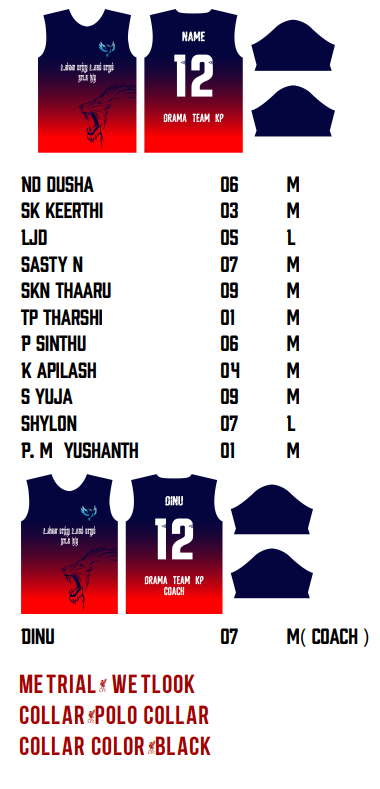 NAME
12
DRAMA TEAM KP
ND DUSHA 06 M
SK KEERTHI 03 M
LJD 05 L
SASTY N 07 M
SKN THAARU 09 M
TP THARSHI 01 M
P SINTHU 06 M
K APILASH 04 M
S YUJA 09 M
SHYLON 07 L
P. M YUSHANTH 01 M
DINU
12
DRAMA TEAM KP
COACH
DINU 07 M( COACH )
METRIAL WETLOOK
COLLAR POLO COLLAR
COLLAR COLOR BLACK